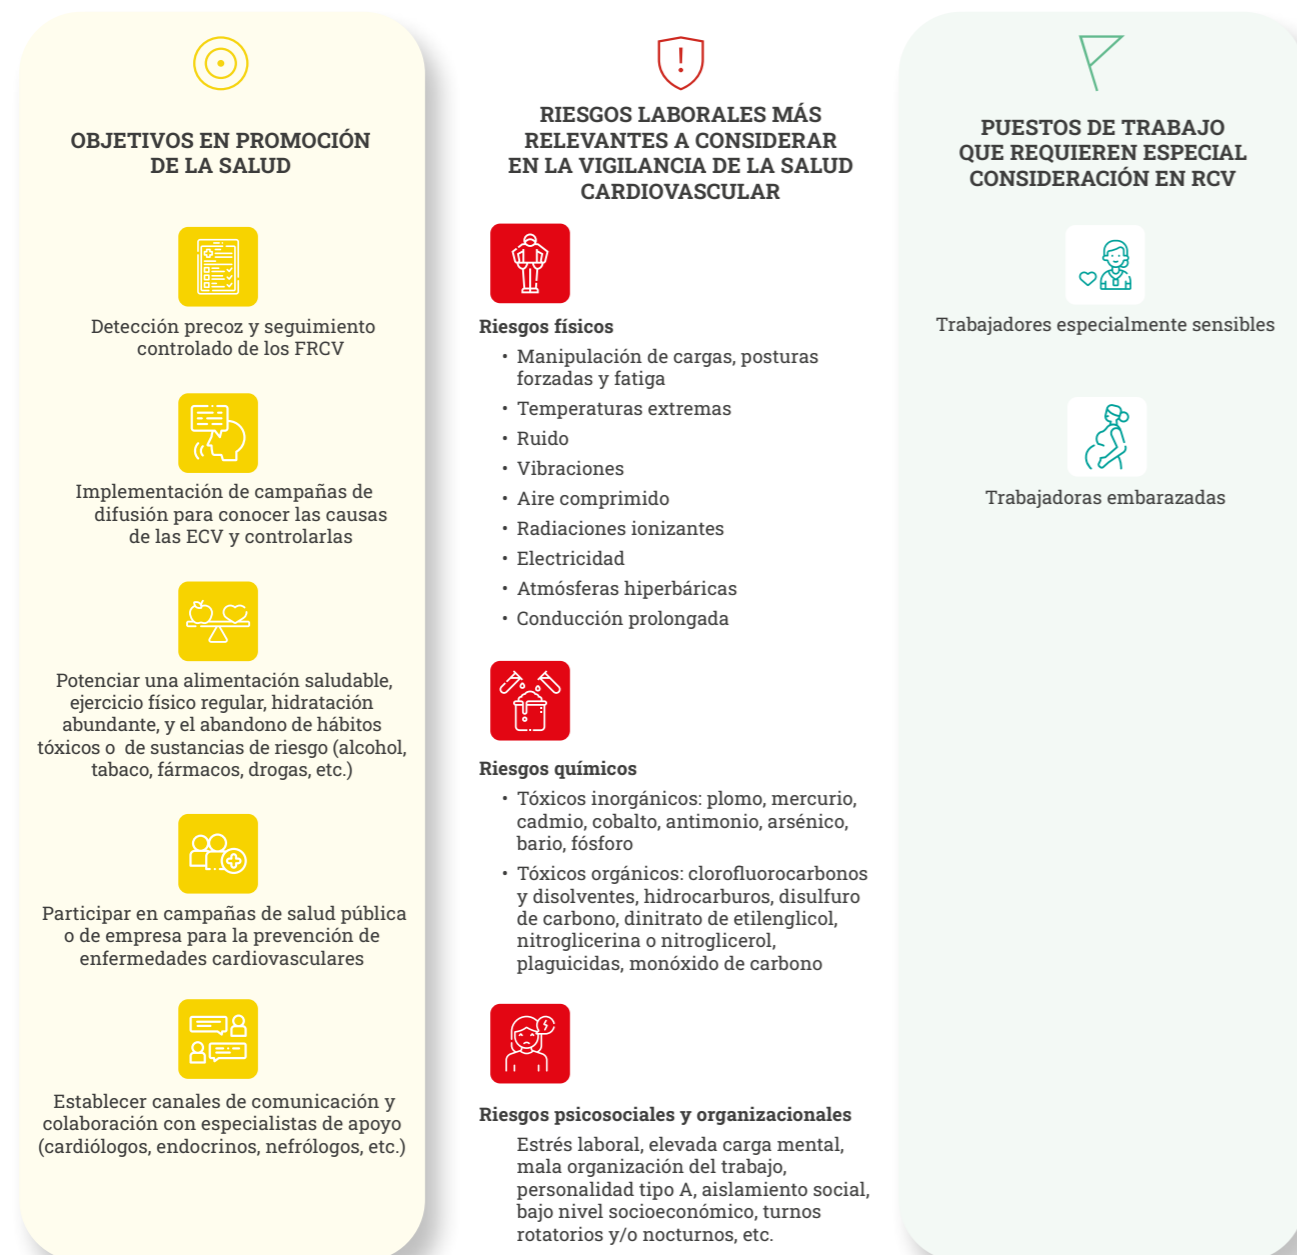 OBJETIVOS EN PROMOCIÓN
DE LA SALUD
Detección precoz y seguimiento
controlado de los FRCV
Implementación de campañas de
difusión para conocer las causas
de las ECV y controlarlas
Potenciar una alimentación saludable,
ejercicio físico regular, hidratación
abundante, y el abandono de hábitos
tóxicos o de sustancias de riesgo (alcohol,
tabaco, fármacos, drogas, etc.)
Participar en campañas de salud pública
o de empresa para la prevención de
enfermedades cardiovasculares
Establecer canales de comunicación y
colaboración con especialistas de apoyo
(cardiólogos, endocrinos, nefrólogos, etc.)
RIESGOS LABORALES MÁS
RELEVANTES A CONSIDERAR
EN LA VIGILANCIA DE LA SALUD
CARDIOVASCULAR
Riesgos físicos
• Manipulación de cargas, posturas
forzadas y fatiga
• Temperaturas extremas
• Ruido
• Vibraciones
• Aire comprimido
• Radiaciones ionizantes
• Electricidad
• Atmósferas hiperbáricas
• Conducción prolongada
Riesgos químicos
• Tóxicos inorgánicos: plomo, mercurio,
cadmio, cobalto, antimonio, arsénico,
bario, fósforo
• Tóxicos orgánicos: clorofluorocarbonos
y disolventes, hidrocarburos, disulfuro
de carbono, dinitrato de etilenglicol,
nitroglicerina o nitroglicerol,
plaguicidas, monóxido de carbono
Riesgos psicosociales y organizacionales
Estrés laboral, elevada carga mental,
mala organización del trabajo,
personalidad tipo A, aislamiento social,
bajo nivel socioeconómico, turnos
rotatorios y/o nocturnos, etc.
PUESTOS DE TRABAJO
QUE REQUIEREN ESPECIAL
CONSIDERACIÓN EN RCV
Trabajadores especialmente sensibles
Trabajadoras embarazadas